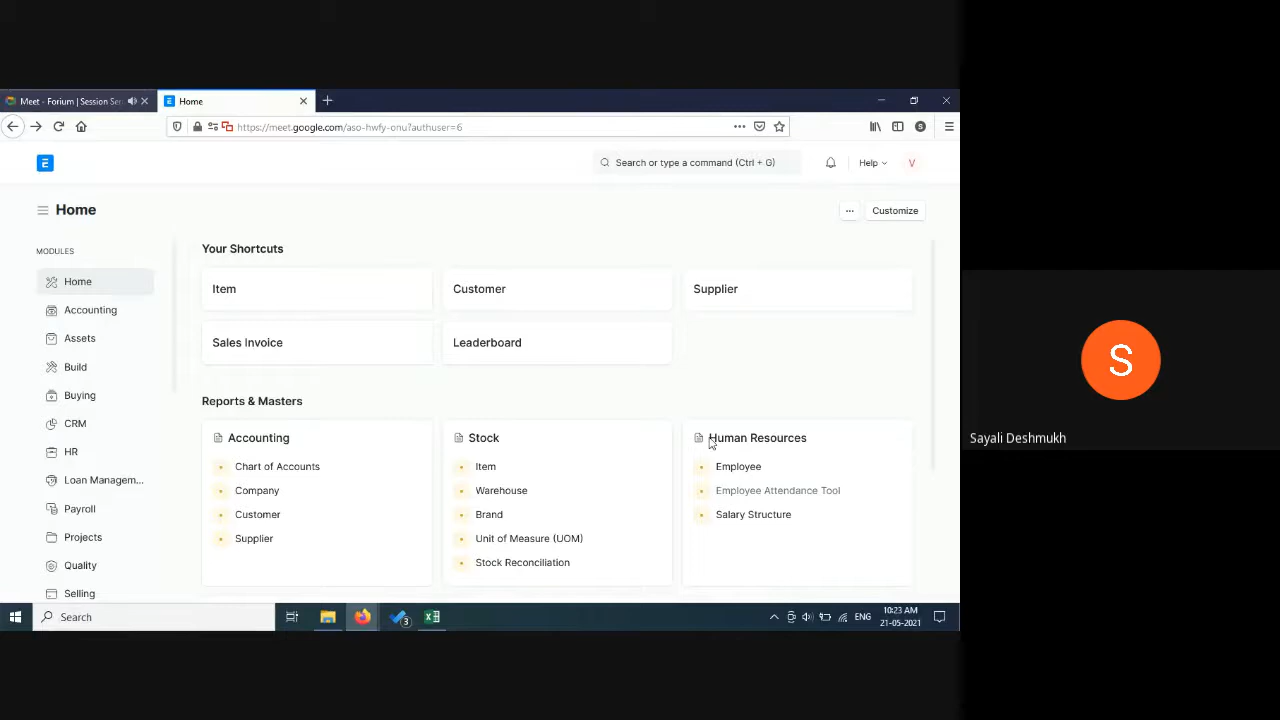 Meet - Forium | Session Ser
Home
https://meet.google.com/aso-hwfy-onu?authuser=6
S
E
Search or type a command (Ctrl + G)
Help
V
Home
...
Customize
MODULES
Home
Accounting
Assets
Build
Buying
CRM
HR
Loan Managem...
Payroll
Projects
Quality
Selling
Your Shortcuts
Item
Customer
Supplier
Sales Invoice
Leaderboard
Reports & Masters
Accounting
Chart of Accounts
Company
Customer
Supplier
Stock
Item
Warehouse
Brand
Unit of Measure (UOM)
Stock Reconciliation
Human Resources
Employee
Employee Attendance Tool
Salary Structure
Search
3
ENG
10:23 AM
21-05-2021
S
Sayali Deshmukh